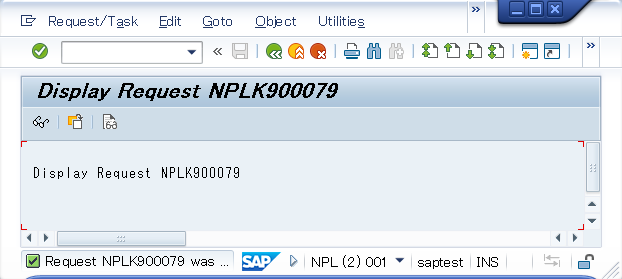 Request/Task Edit Goto Object Utilities »
« »
Display Request NPLK900079
Display Request NPLK900079
Request NPLK900079 was ... SAP NPL (2) 001 saptest INS